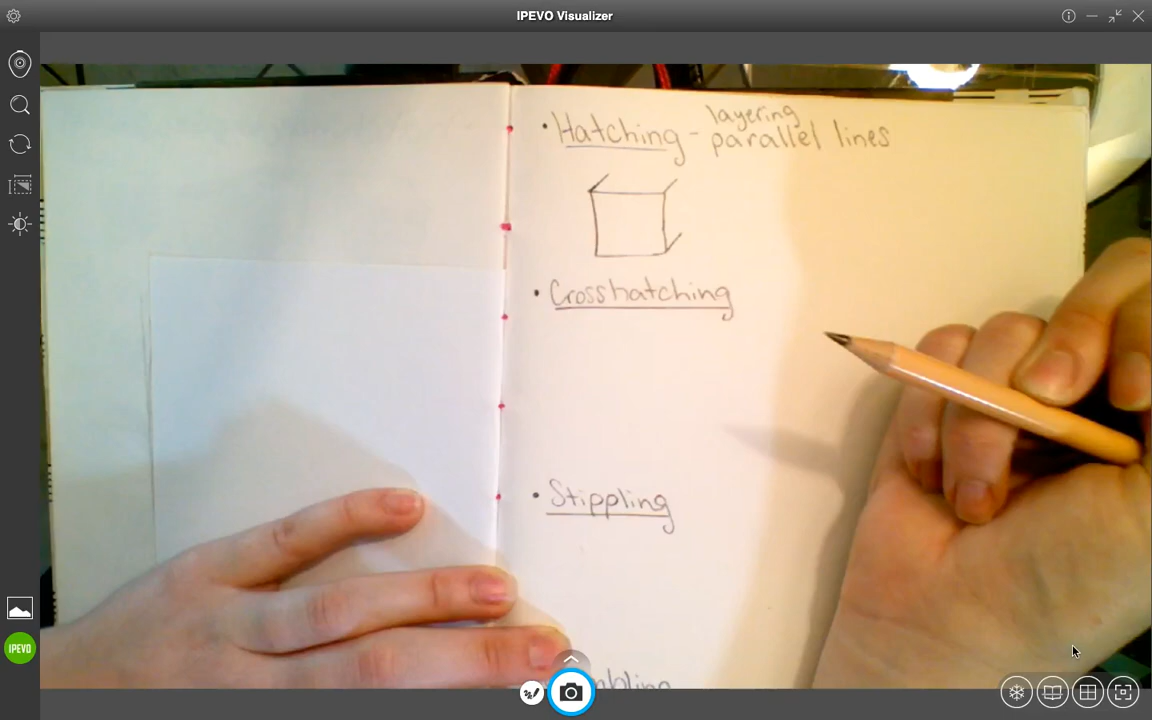 IPEVO Visualizer
• Hatching - layering
parallel lines
• Crosshatching
• Stippling
IPEVO